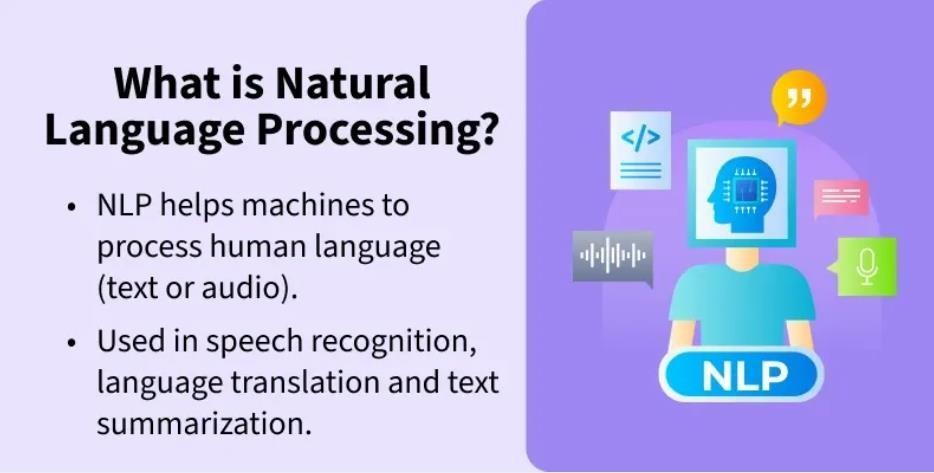 What is Natural
Language Processing?
• NLP helps machines to
process human language
(text or audio).
• Used in speech recognition,
language translation and text
summarization.
”
</>
NLP